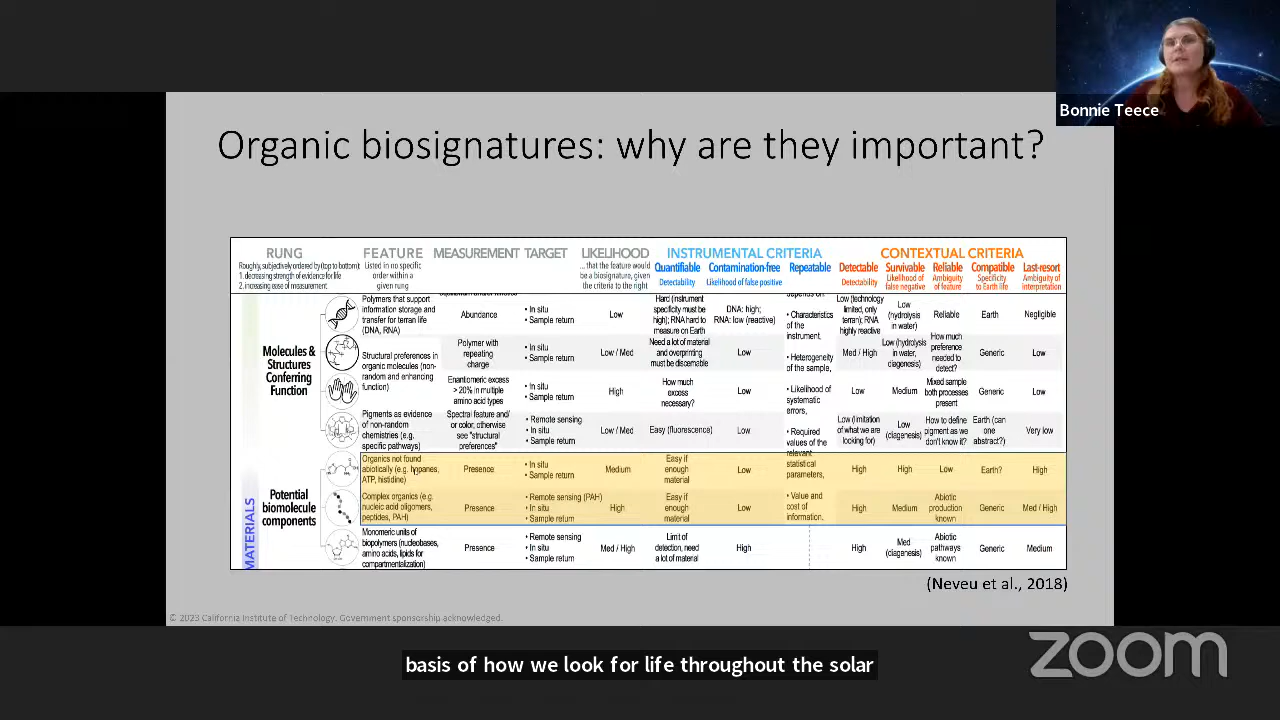 Bonnie Teece
Organic biosignatures: why are they important?
RUNG
Roughly, subjectively ordered by (top to bottom):
1. decreasing strength of evidence for life
2. increasing ease of measurement.
FEATURE
Listed in no specific
order within a
given rung
MEASUREMENT
TARGET
LIKELIHOOD
... that the feature would
be a biosignature, given
the criteria to the right
INSTRUMENTAL CRITERIA
Quantifiable
Detectability
Contamination-free
Likelihood of false positive
Repeatable
CONTEXTUAL CRITERIA
Detectable
Detectability
Survivable
Likelihood of
false negative
Reliable
Ambiguity
of feature
Compatible
Specificity
to Earth life
Last-resort
Ambiguity of
interpretation
Molecules &
Structures
Conferring
Function
Polymers that support
information storage and
transfer for terran life
(DNA, RNA)
Abundance
• In situ
• Sample return
Low
Hard (instrument
specificity must be
high); RNA hard to
measure on Earth
DNA: high;
RNA: low (reactive)
• Characteristics
of the
instrument,
• Heterogeneity
of the sample,
• Likelihood of
systematic
errors,
• Required
values of the
relevant
statistical
parameters,
• Value and
cost of
information.
Low (technology
limited, only
terran); RNA
highly reactive
Low
(hydrolysis
in water)
Reliable
Earth
Negligible
Structural preferences in
organic molecules (non-
random and enhancing
function)
Polymer with
repeating
charge
• In situ
• Sample return
Low / Med
Need a lot of material
and overprinting
must be discernable
Low
Med / High
Low (hydrolysis
in water,
diagenesis)
How much
preference
needed to
detect?
Generic
Low
Enantiomeric excess
> 20% in multiple
amino acid types
• In situ
• Sample return
High
How much
excess
necessary?
Low
Low
Medium
Mixed sample
both processes
present
Generic
Low
Pigments as evidence
of non-random
chemistries (e.g.
specific pathways)
Spectral feature and/
or color, otherwise
see "structural
preferences"
• Remote sensing
• In situ
• Sample return
Low / Med
Easy (fluorescence)
Low
Low (limitation
of what we are
looking for)
Low
(diagenesis)
How to define
pigment as we
don't know it?
Earth (can
one
abstract?)
Very low
MATERIALS
Potential
biomolecule
components
Organics not found
abiotically (e.g. hopanes,
ATP, histidine)
Presence
• In situ
• Sample return
Medium
Easy if
enough
material
Low
High
High
Low
Earth?
High
Complex organics (e.g.
nucleic acid oligomers,
peptides, PAH)
Presence
• Remote sensing (PAH)
• In situ
• Sample return
High
Easy if
enough
material
Low
High
Medium
Abiotic
production
known
Generic
Med / High
Monomeric units of
biopolymers (nucleobases,
amino acids, lipids for
compartmentalization)
Presence
• Remote sensing
• In situ
• Sample return
Med / High
Limit of
detection, need
a lot of material
High
High
Med
(diagenesis)
Abiotic
pathways
known
Generic
Medium
(Neveu et al., 2018)
© 2023 California Institute of Technology. Government sponsorship acknowledged.
basis of how we look for life throughout the solar
zoom